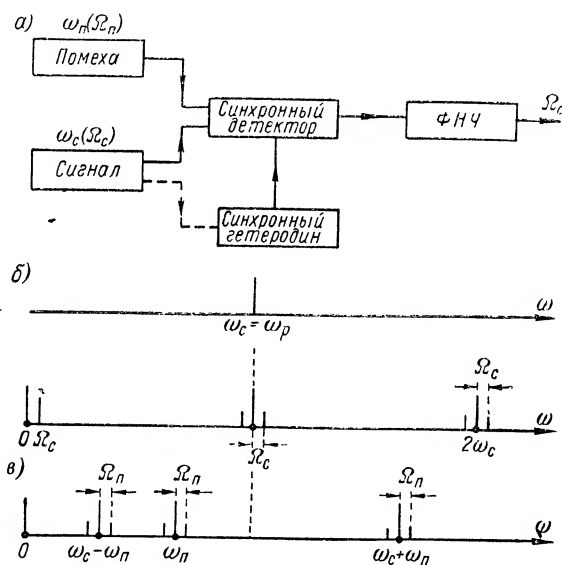 а)
ωп(Ωп)
Помеха
ωс(Ωс)
Сигнал
Синхронный
детектор
ФНЧ
Ωс
Синхронный
гетеродин
б)
ω
ωс=ωр
Ωс
0 Ωс
Ωс
2ωс
ω
в)
Ωп
Ωп
Ωп
0
ωс-ωп
ωп
ωс+ωп
ω